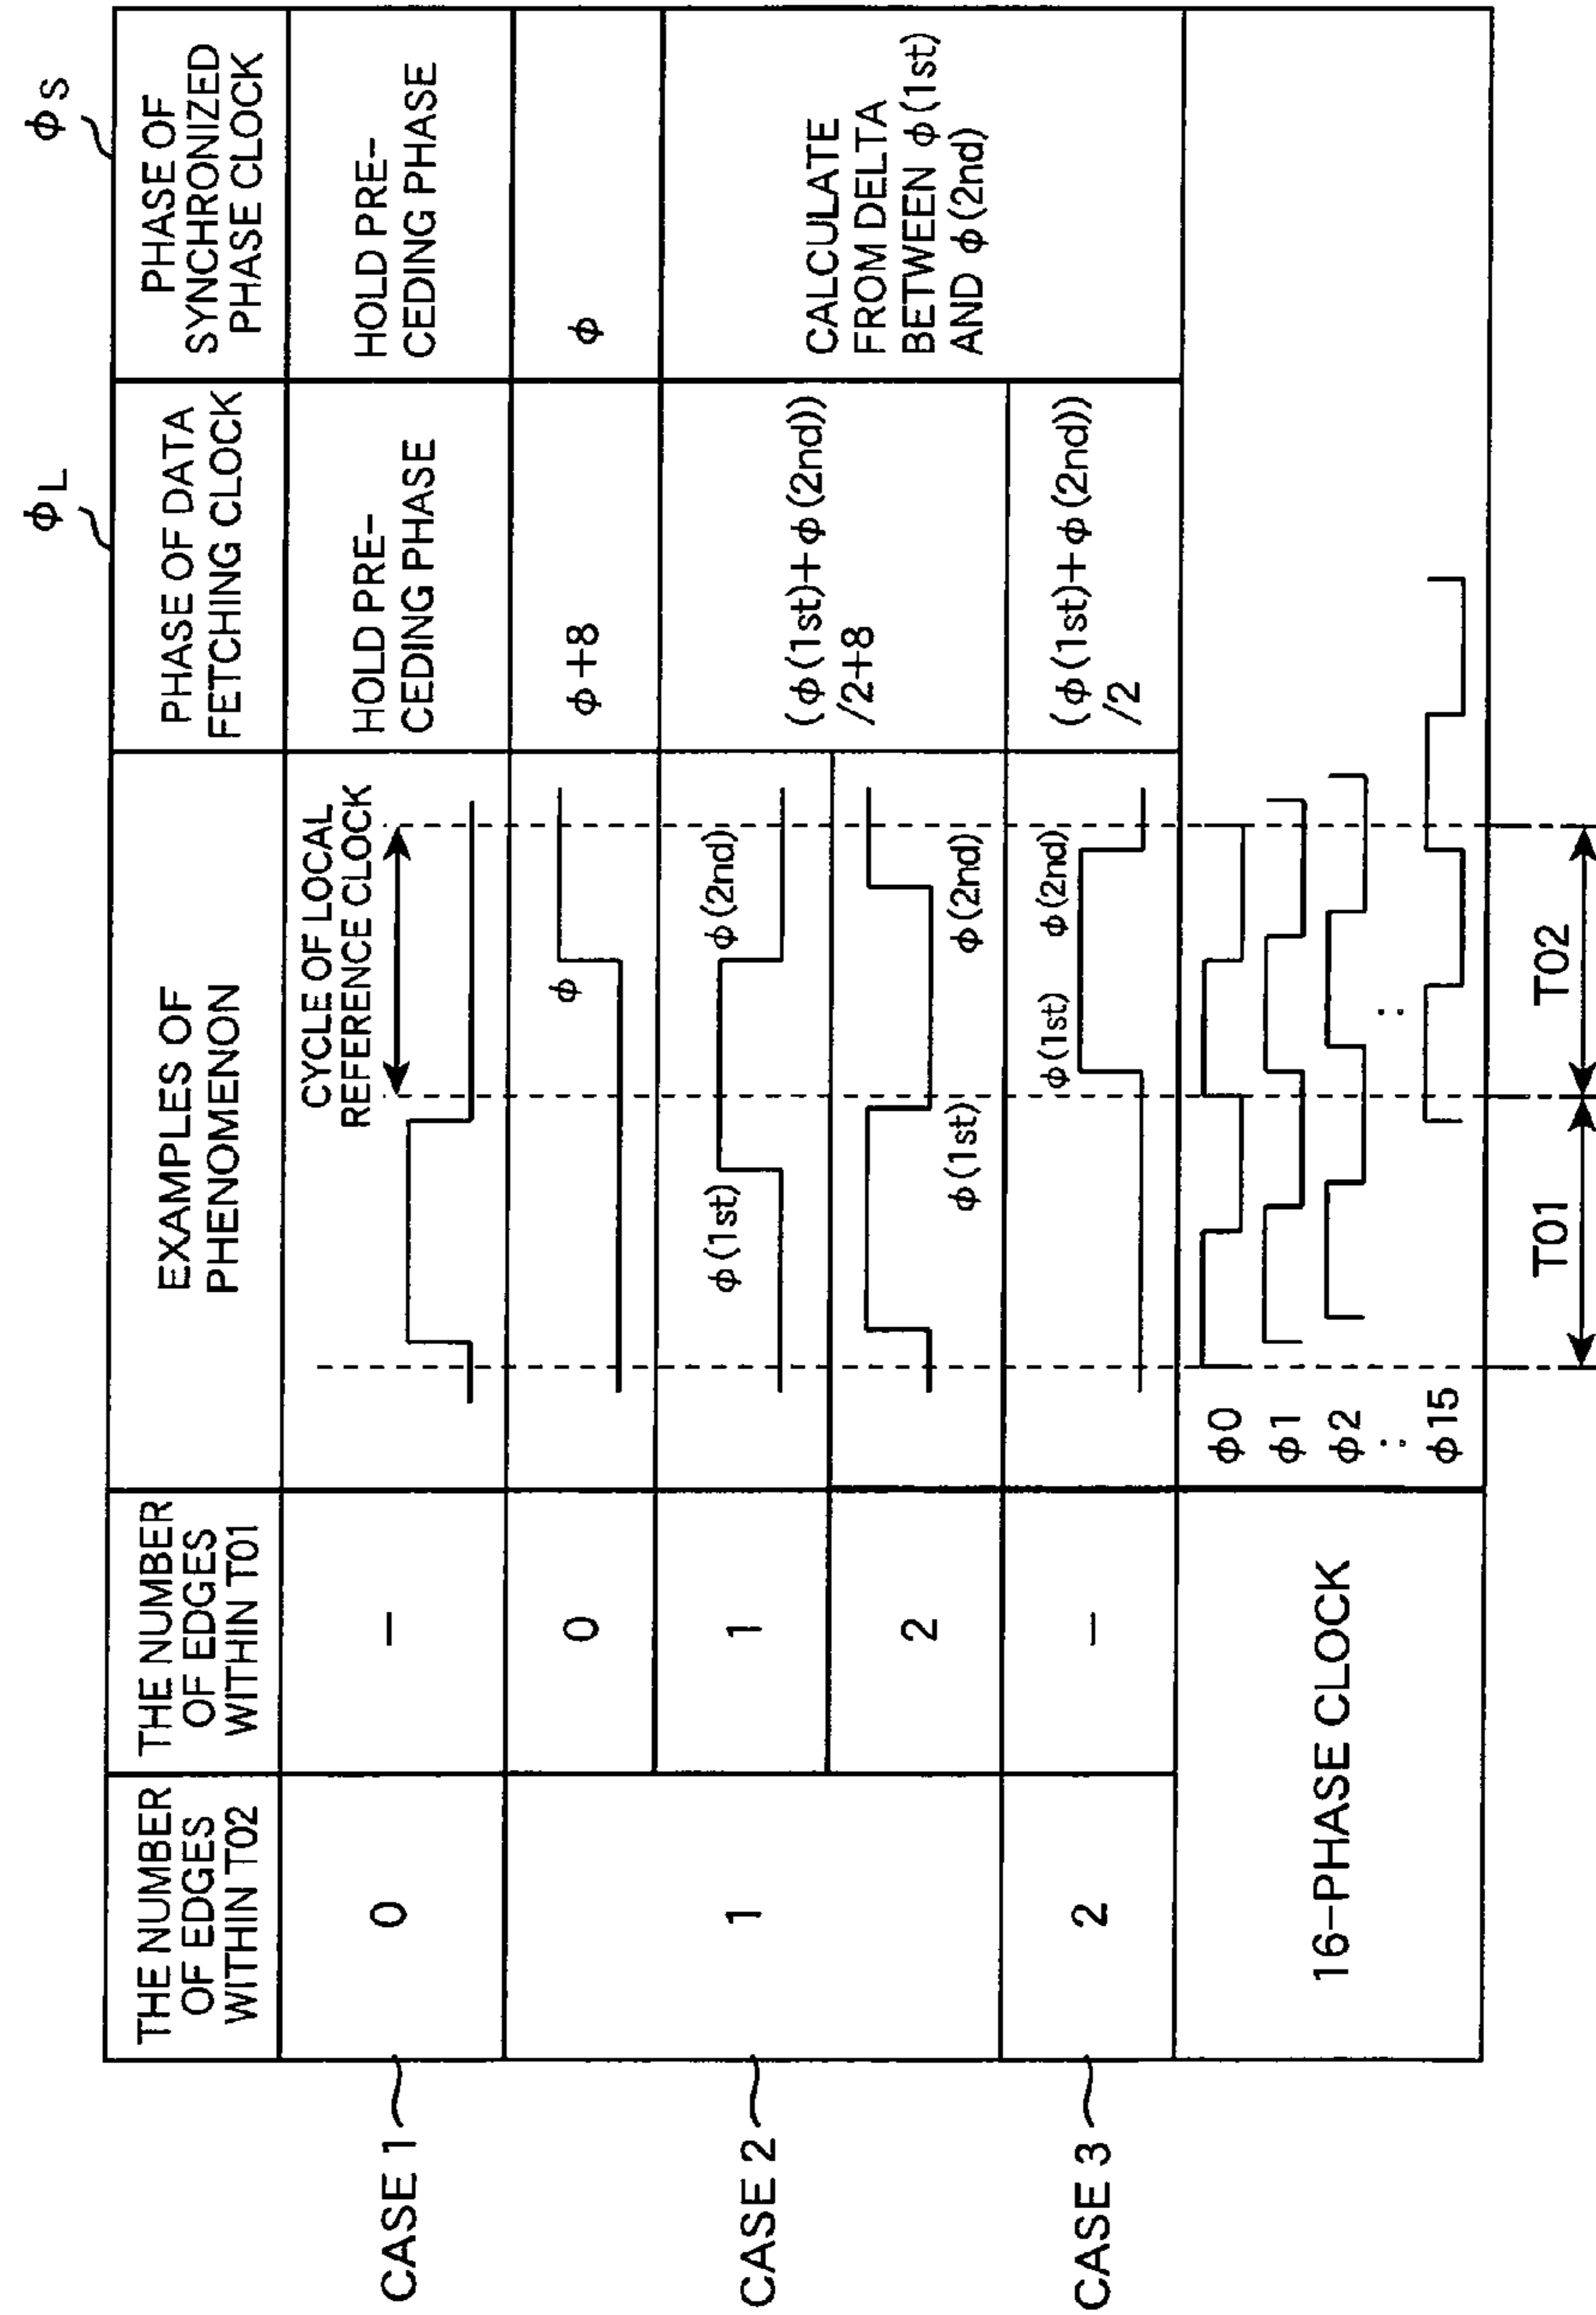 φL
φS
THE NUMBER
OF EDGES
WITHIN T02
THE NUMBER
OF EDGES
WITHIN T01
EXAMPLES OF
PHENOMENON
PHASE OF DATA
FETCHING CLOCK
PHASE OF
SYNCHRONIZED
PHASE CLOCK
CASE 1
0
—
CYCLE OF LOCAL
REFERENCE CLOCK
HOLD PRE-
CEDING PHASE
HOLD PRE-
CEDING PHASE
CASE 2
1
0
φ
φ+8
φ
1
φ(1st)
φ(2nd)
(φ(1st)+φ(2nd))
/2+8
CALCULATE
FROM DELTA
BETWEEN φ(1st)
AND φ(2nd)
2
φ(1st)
φ(2nd)
CASE 3
2
—
φ(1st)
φ(2nd)
(φ(1st)+φ(2nd))
/2
16-PHASE CLOCK
φ0
φ1
φ2
:
:
φ15
T01
T02